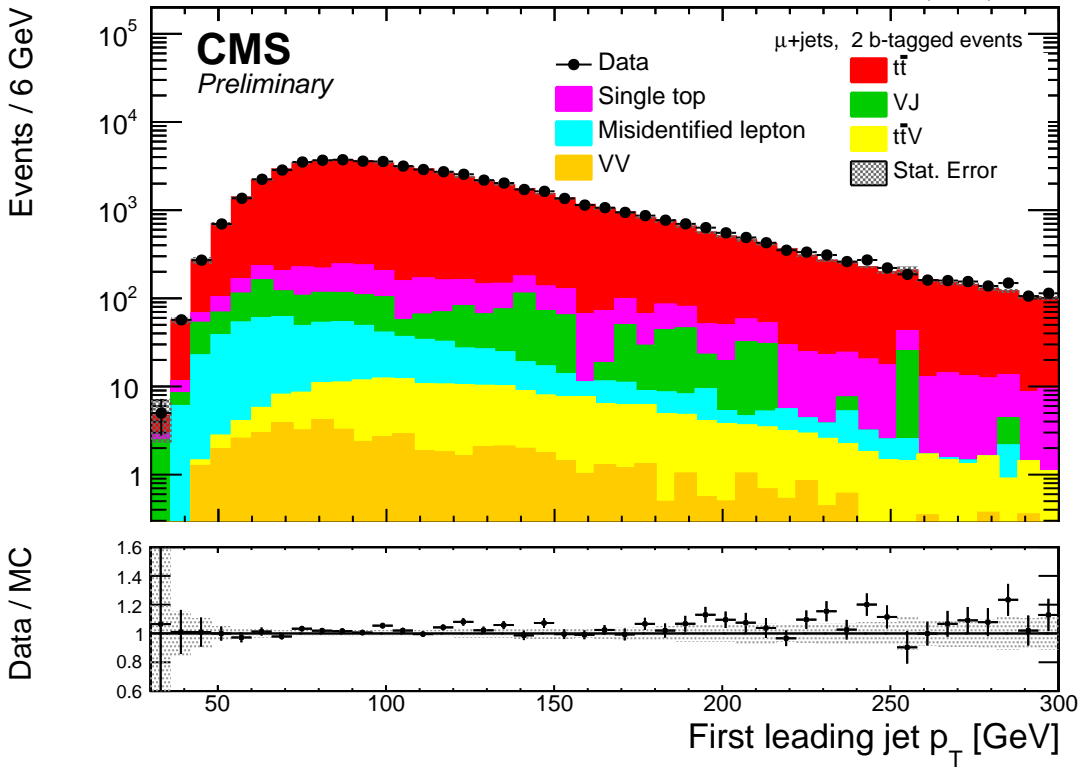 CMS
Preliminary
μ+jets, 2 b-tagged events
Data
Single top
Misidentified lepton
VV
tt̄
VJ
tt̄V
Stat. Error
Events / 6 GeV
10⁵
10⁴
10³
10²
10
1
Data / MC
1.6
1.4
1.2
1
0.8
0.6
50 100 150 200 250 300
First leading jet p_T [GeV]